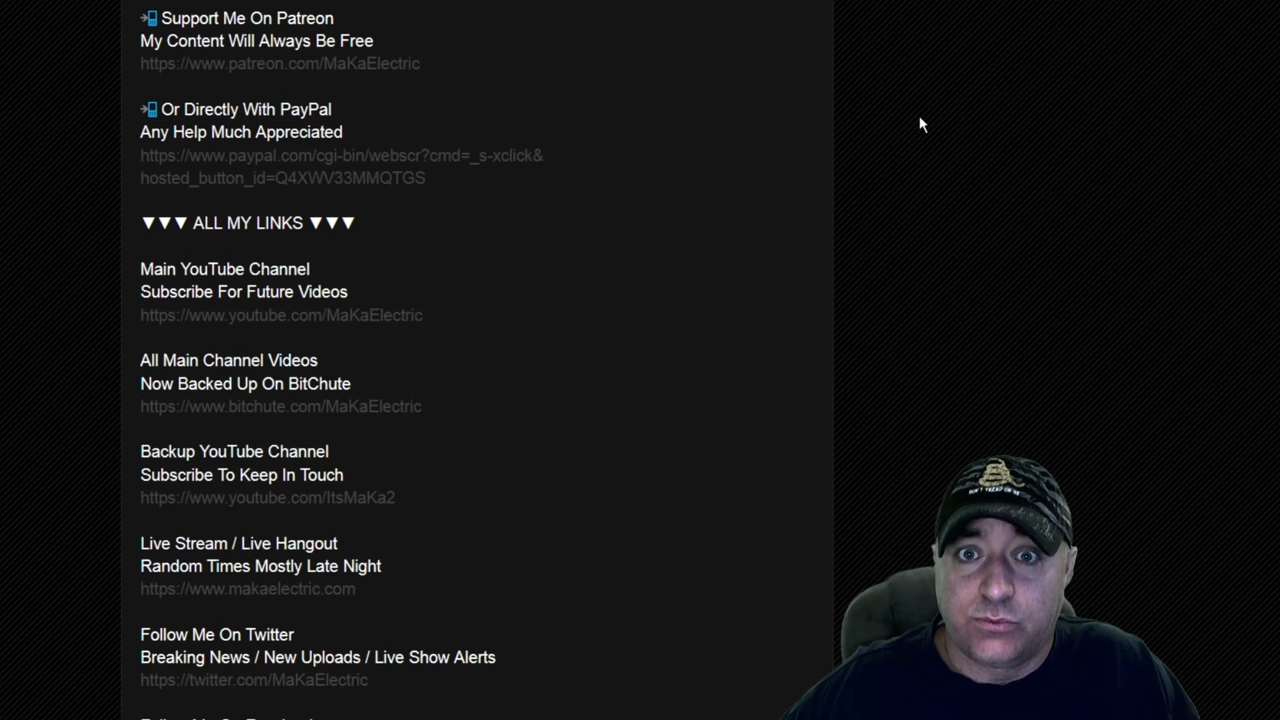 Support Me On Patreon
My Content Will Always Be Free
https://www.patreon.com/MaKaElectric
Or Directly With PayPal
Any Help Much Appreciated
https://www.paypal.com/cgi-bin/webscr?cmd=_s-xclick&
hosted_button_id=Q4XWV33MMQTGS
▼▼▼ ALL MY LINKS ▼▼▼
Main YouTube Channel
Subscribe For Future Videos
https://www.youtube.com/MaKaElectric
All Main Channel Videos
Now Backed Up On BitChute
https://www.bitchute.com/MaKaElectric
Backup YouTube Channel
Subscribe To Keep In Touch
https://www.youtube.com/ItsMaKa2
Live Stream / Live Hangout
Random Times Mostly Late Night
https://www.makaelectric.com
Follow Me On Twitter
Breaking News / New Uploads / Live Show Alerts
https://twitter.com/MaKaElectric
DON'T TREAD ON ME